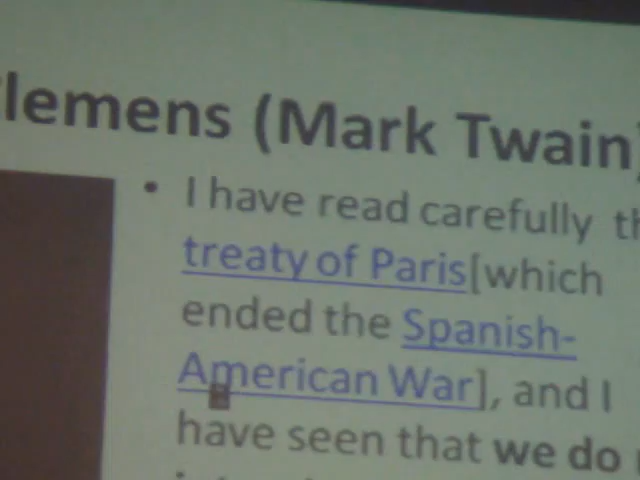 lemens (Mark Twain)
• I have read carefully th
treaty of Paris[which
ended the Spanish-
American War], and I
have seen that we do